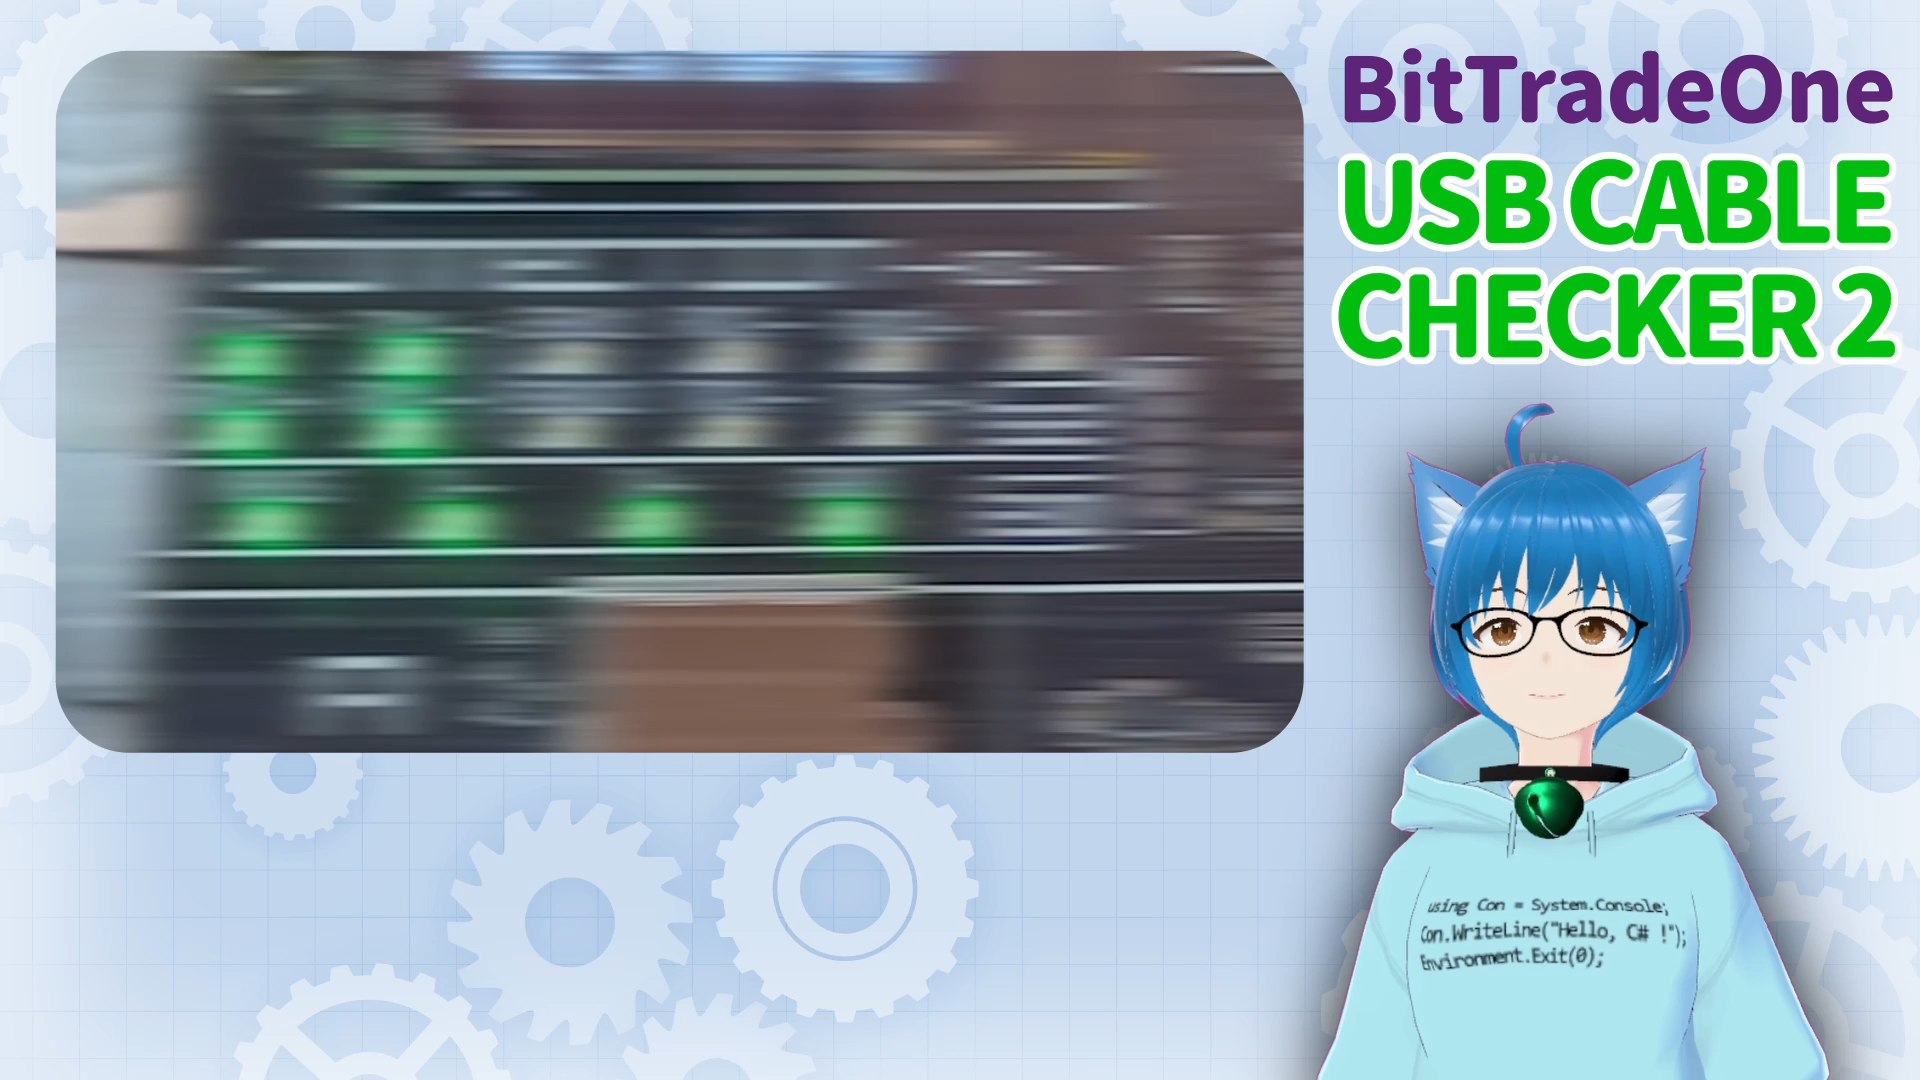 BitTradeOne
USB CABLE
CHECKER 2
using Con = System.Console;
Con.WriteLine("Hello, C# !");
Environment.Exit(0);